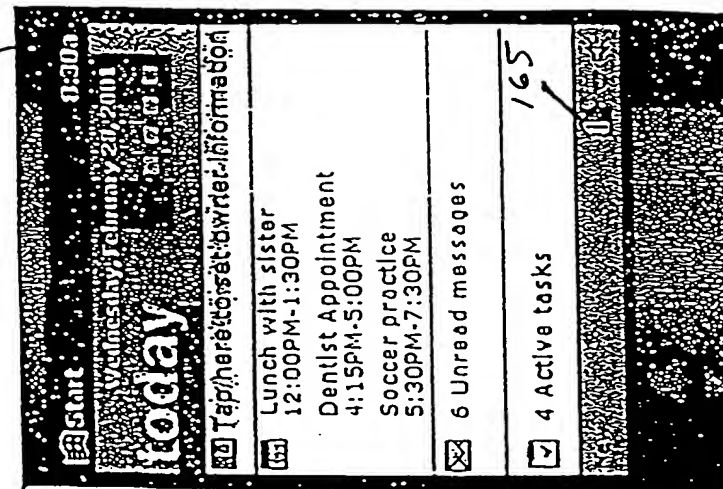 Start 8:30a
Wednesday, February 20, 2001
today
Tap here to set owner information
Lunch with sister
12:00PM-1:30PM
Dentist Appointment
4:15PM-5:00PM
Soccer practice
5:30PM-7:30PM
6 Unread messages
4 Active tasks
165